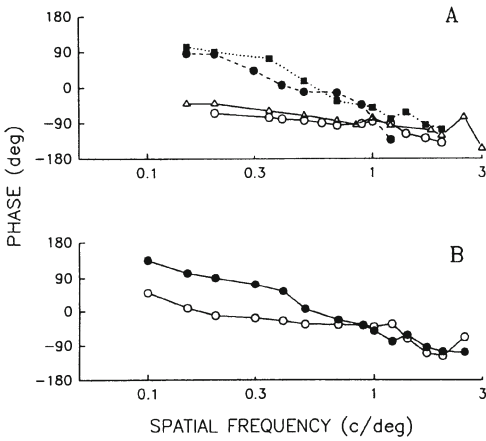 A
180
90
0
-90
-180
0.1 0.3 1 3
PHASE (deg)
B
180
90
0
-90
-180
0.1 0.3 1 3
SPATIAL FREQUENCY (c/deg)